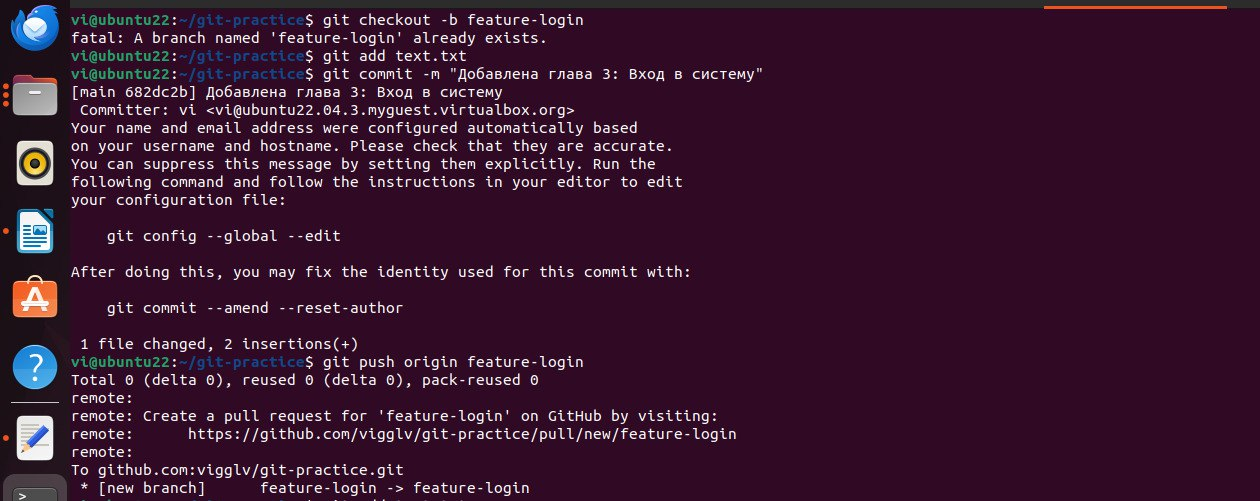 vi@ubuntu22:~/git-practice$ git checkout -b feature-login
fatal: A branch named 'feature-login' already exists.
vi@ubuntu22:~/git-practice$ git add text.txt
vi@ubuntu22:~/git-practice$ git commit -m "Добавлена глава 3: Вход в систему"
[main 682dc2b] Добавлена глава 3: Вход в систему
 Committer: vi <vi@ubuntu22.04.3.myguest.virtualbox.org>
Your name and email address were configured automatically based
on your username and hostname. Please check that they are accurate.
You can suppress this message by setting them explicitly. Run the
following command and follow the instructions in your editor to edit
your configuration file:
    git config --global --edit
After doing this, you may fix the identity used for this commit with:
    git commit --amend --reset-author
 1 file changed, 2 insertions(+)
vi@ubuntu22:~/git-practice$ git push origin feature-login
Total 0 (delta 0), reused 0 (delta 0), pack-reused 0
remote:
remote: Create a pull request for 'feature-login' on GitHub by visiting:
remote:      https://github.com/vigglv/git-practice/pull/new/feature-login
remote:
To github.com:vigglv/git-practice.git
 * [new branch]      feature-login -> feature-login